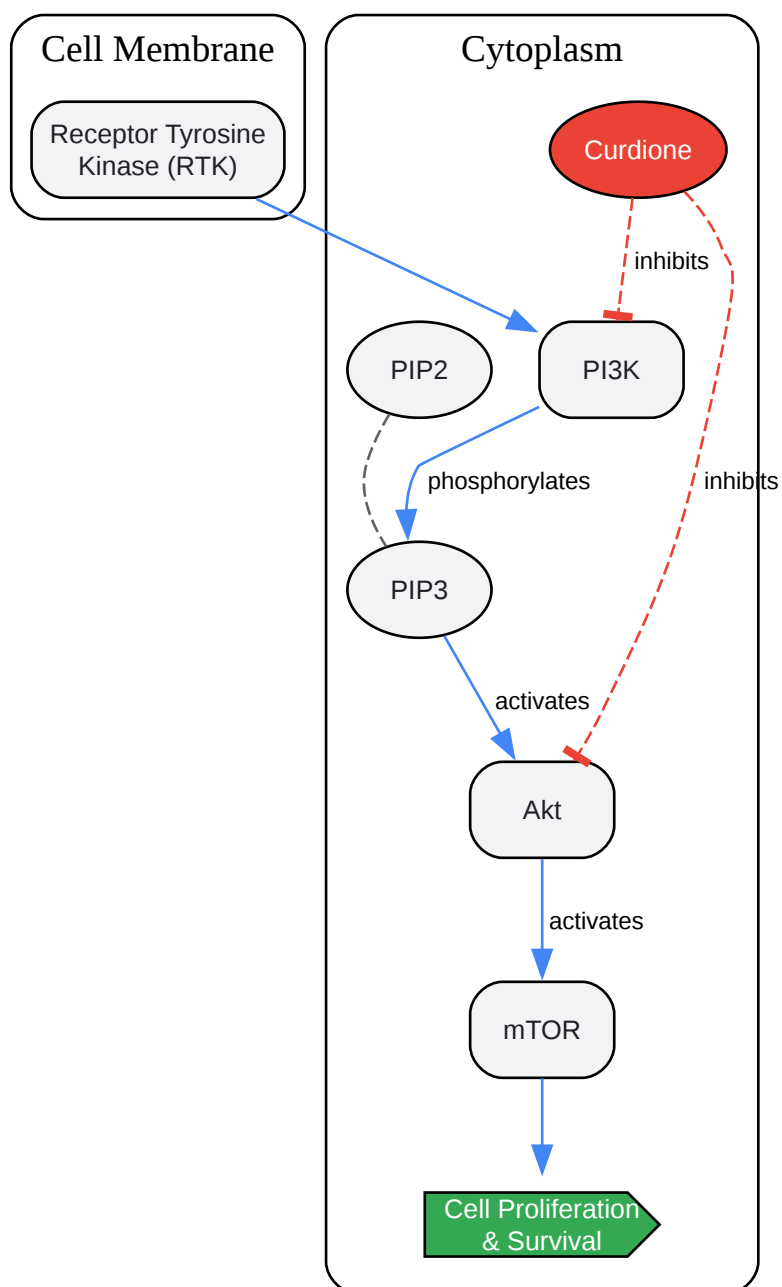 Cell Membrane
Cytoplasm
Receptor Tyrosine
Kinase (RTK)
Curdione
inhibits
PIP2
PI3K
phosphorylates
inhibits
PIP3
activates
Akt
activates
mTOR
Cell Proliferation
& Survival